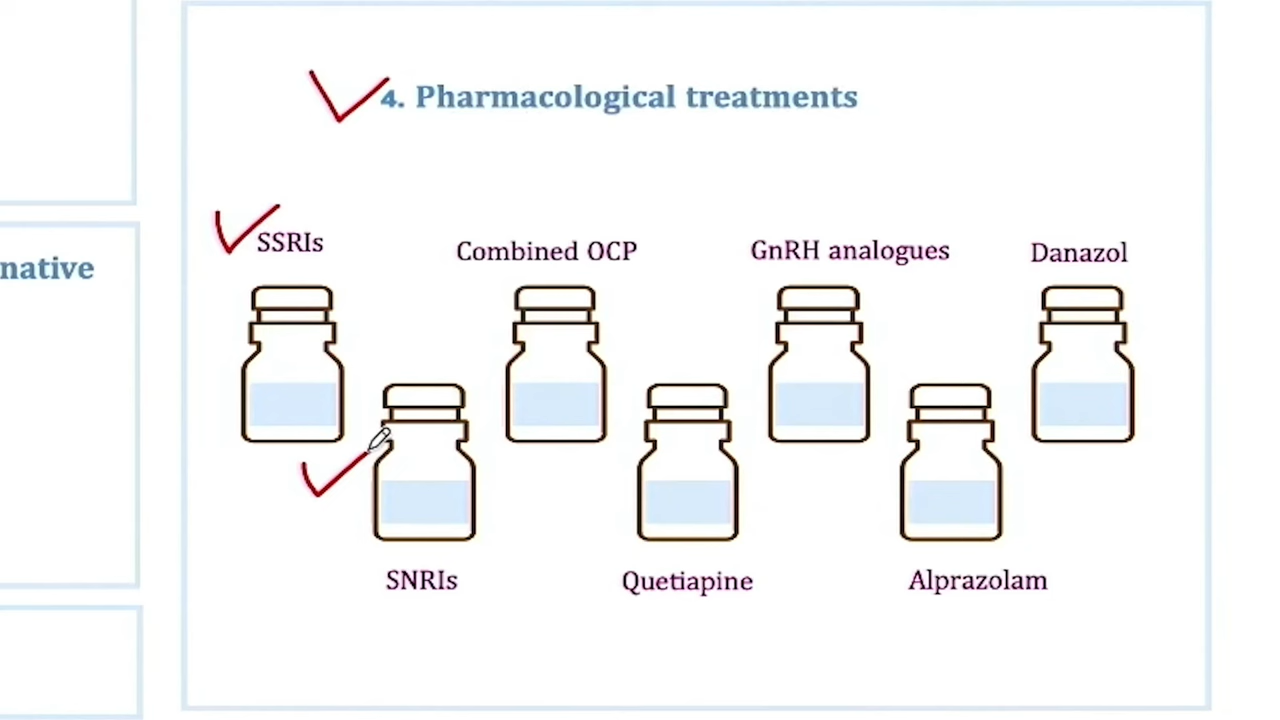 4. Pharmacological treatments
native
SSRIs
Combined OCP
GnRH analogues
Danazol
SNRIs
Quetiapine
Alprazolam